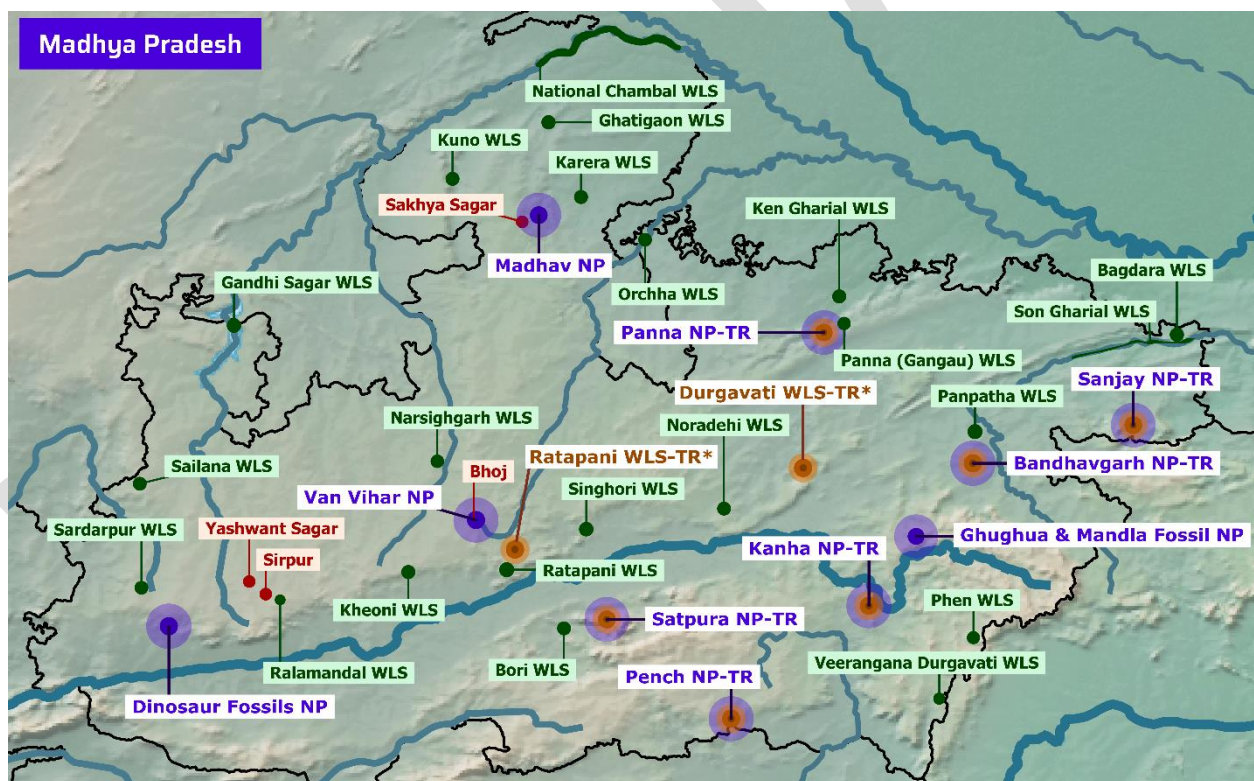 Madhya Pradesh
National Chambal WLS
Ghatigaon WLS
Kuno WLS
Karera WLS
Sakhya Sagar
Ken Gharial WLS
Madhav NP
Gandhi Sagar WLS
Orchha WLS
Bagdara WLS
Son Gharial WLS
Panna NP-TR
Panna (Gangau) WLS
Sanjay NP-TR
Durgavati WLS-TR*
Panpatha WLS
Narsighgarh WLS
Noradehi WLS
Ratapani WLS-TR*
Bandhavgarh NP-TR
Sailana WLS
Bhoj
Van Vihar NP
Singhori WLS
Sardarpur WLS
Yashwant Sagar
Ghughua & Mandla Fossil NP
Kanha NP-TR
Sirpur
Ratapani WLS
Kheoni WLS
Phen WLS
Satpura NP-TR
Ralamandal WLS
Bori WLS
Veerangana Durgavati WLS
Pench NP-TR
Dinosaur Fossils NP